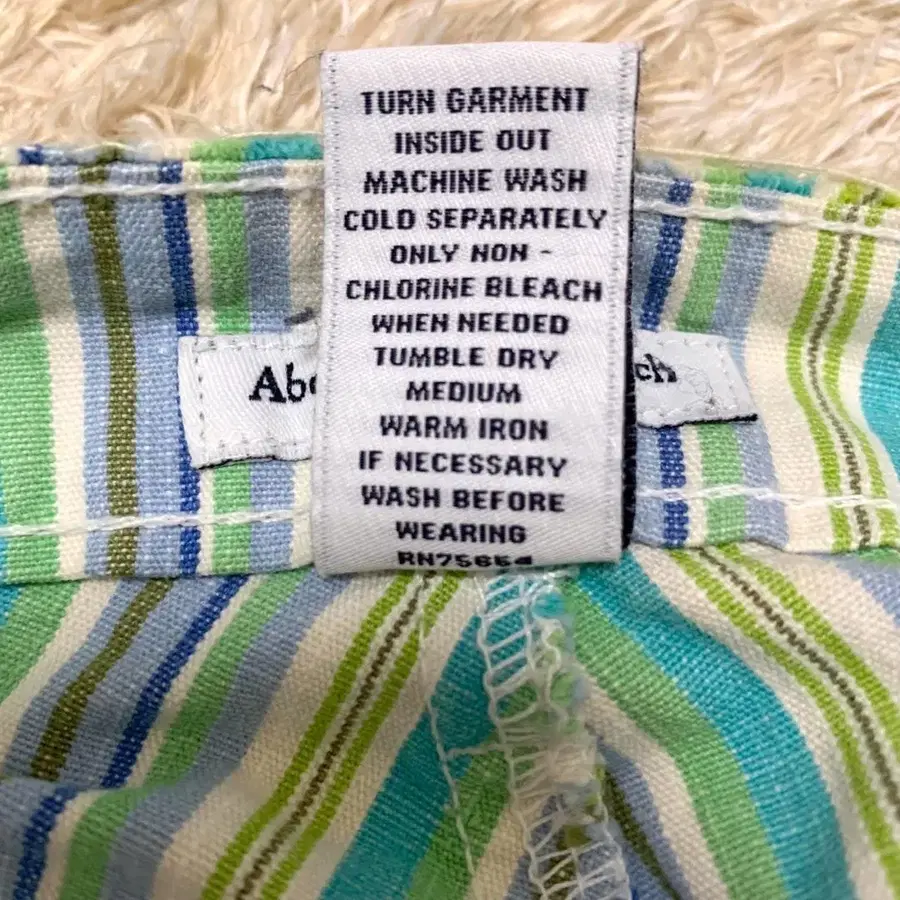 TURN GARMENT
INSIDE OUT
MACHINE WASH
COLD SEPARATELY
ONLY NON -
CHLORINE BLEACH
WHEN NEEDED
TUMBLE DRY
MEDIUM
WARM IRON
IF NECESSARY
WASH BEFORE
WEARING
RN75654